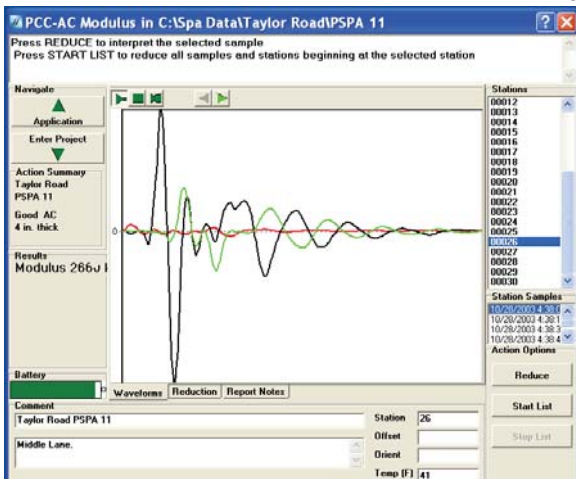 PCC-AC Modulus in C:\Spa Data\Taylor Road\PSPA 11
Press REDUCE to interpret the selected sample
Press START LIST to reduce all samples and stations beginning at the selected station
Navigate
Application
Enter Project
Action Summary
Taylor Road
PSPA 11
Good AC
4 in. thick
Results
Modulus
Battery
0
Waveforms
Reduction
Report Notes
Stations
00012
00013
00014
00015
00016
00017
00018
00019
00020
00021
00022
00023
00024
00025
00026
00027
00028
00029
00030
Station Samples
10/28/2003 4:38:0
10/28/2003 4:38:1
10/28/2003 4:38:3
10/28/2003 4:38:4
Action Options
Reduce
Start List
Stop List
Comment
Taylor Road PSPA 11
Middle Lane.
Station 26
Offset
Orient
Temp (F) 41